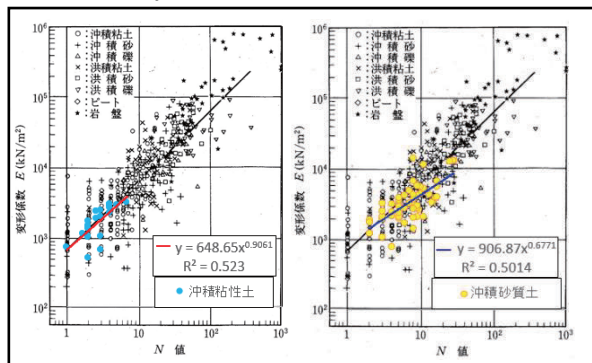 ○：沖積粘土
＋：沖 積 砂
△：沖 積 礫
×：洪積粘土
□：洪 積 砂
▽：洪 積 礫
◇：ピート
★：岩 盤
変形係数 E (kN/m²)
10⁶
10⁵
10⁴
10³
10²
y = 648.65x^0.9061
R² = 0.523
沖積粘性土
1
10
10²
10³
N 値
○：沖積粘土
＋：沖 積 砂
△：沖 積 礫
×：洪積粘土
□：洪 積 砂
▽：洪 積 礫
◇：ピート
★：岩 盤
変形係数 E (kN/m²)
10⁶
10⁵
10⁴
10³
10²
y = 906.87x^0.6771
R² = 0.5014
沖積砂質土
1
10
10²
10³
N 値